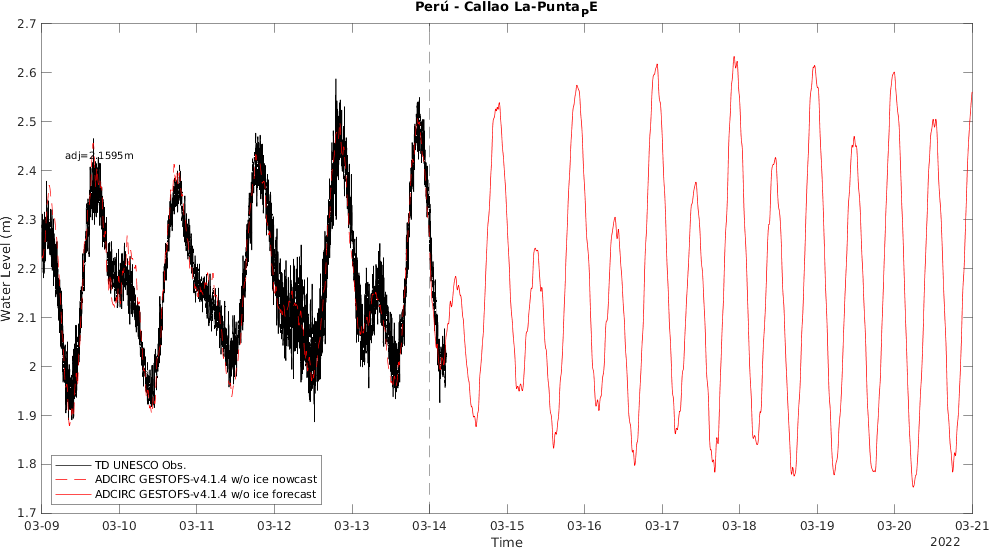 Perú - Callao La-PuntapE
2.7
2.6
2.5
2.4
2.3
2.2
2.1
2
1.9
1.8
1.7
Water Level (m)
adj=2.1595m
TD UNESCO Obs.
ADCIRC GESTOFS-v4.1.4 w/o ice nowcast
ADCIRC GESTOFS-v4.1.4 w/o ice forecast
03-09 03-10 03-11 03-12 03-13 03-14 03-15 03-16 03-17 03-18 03-19 03-20 03-21
Time
2022